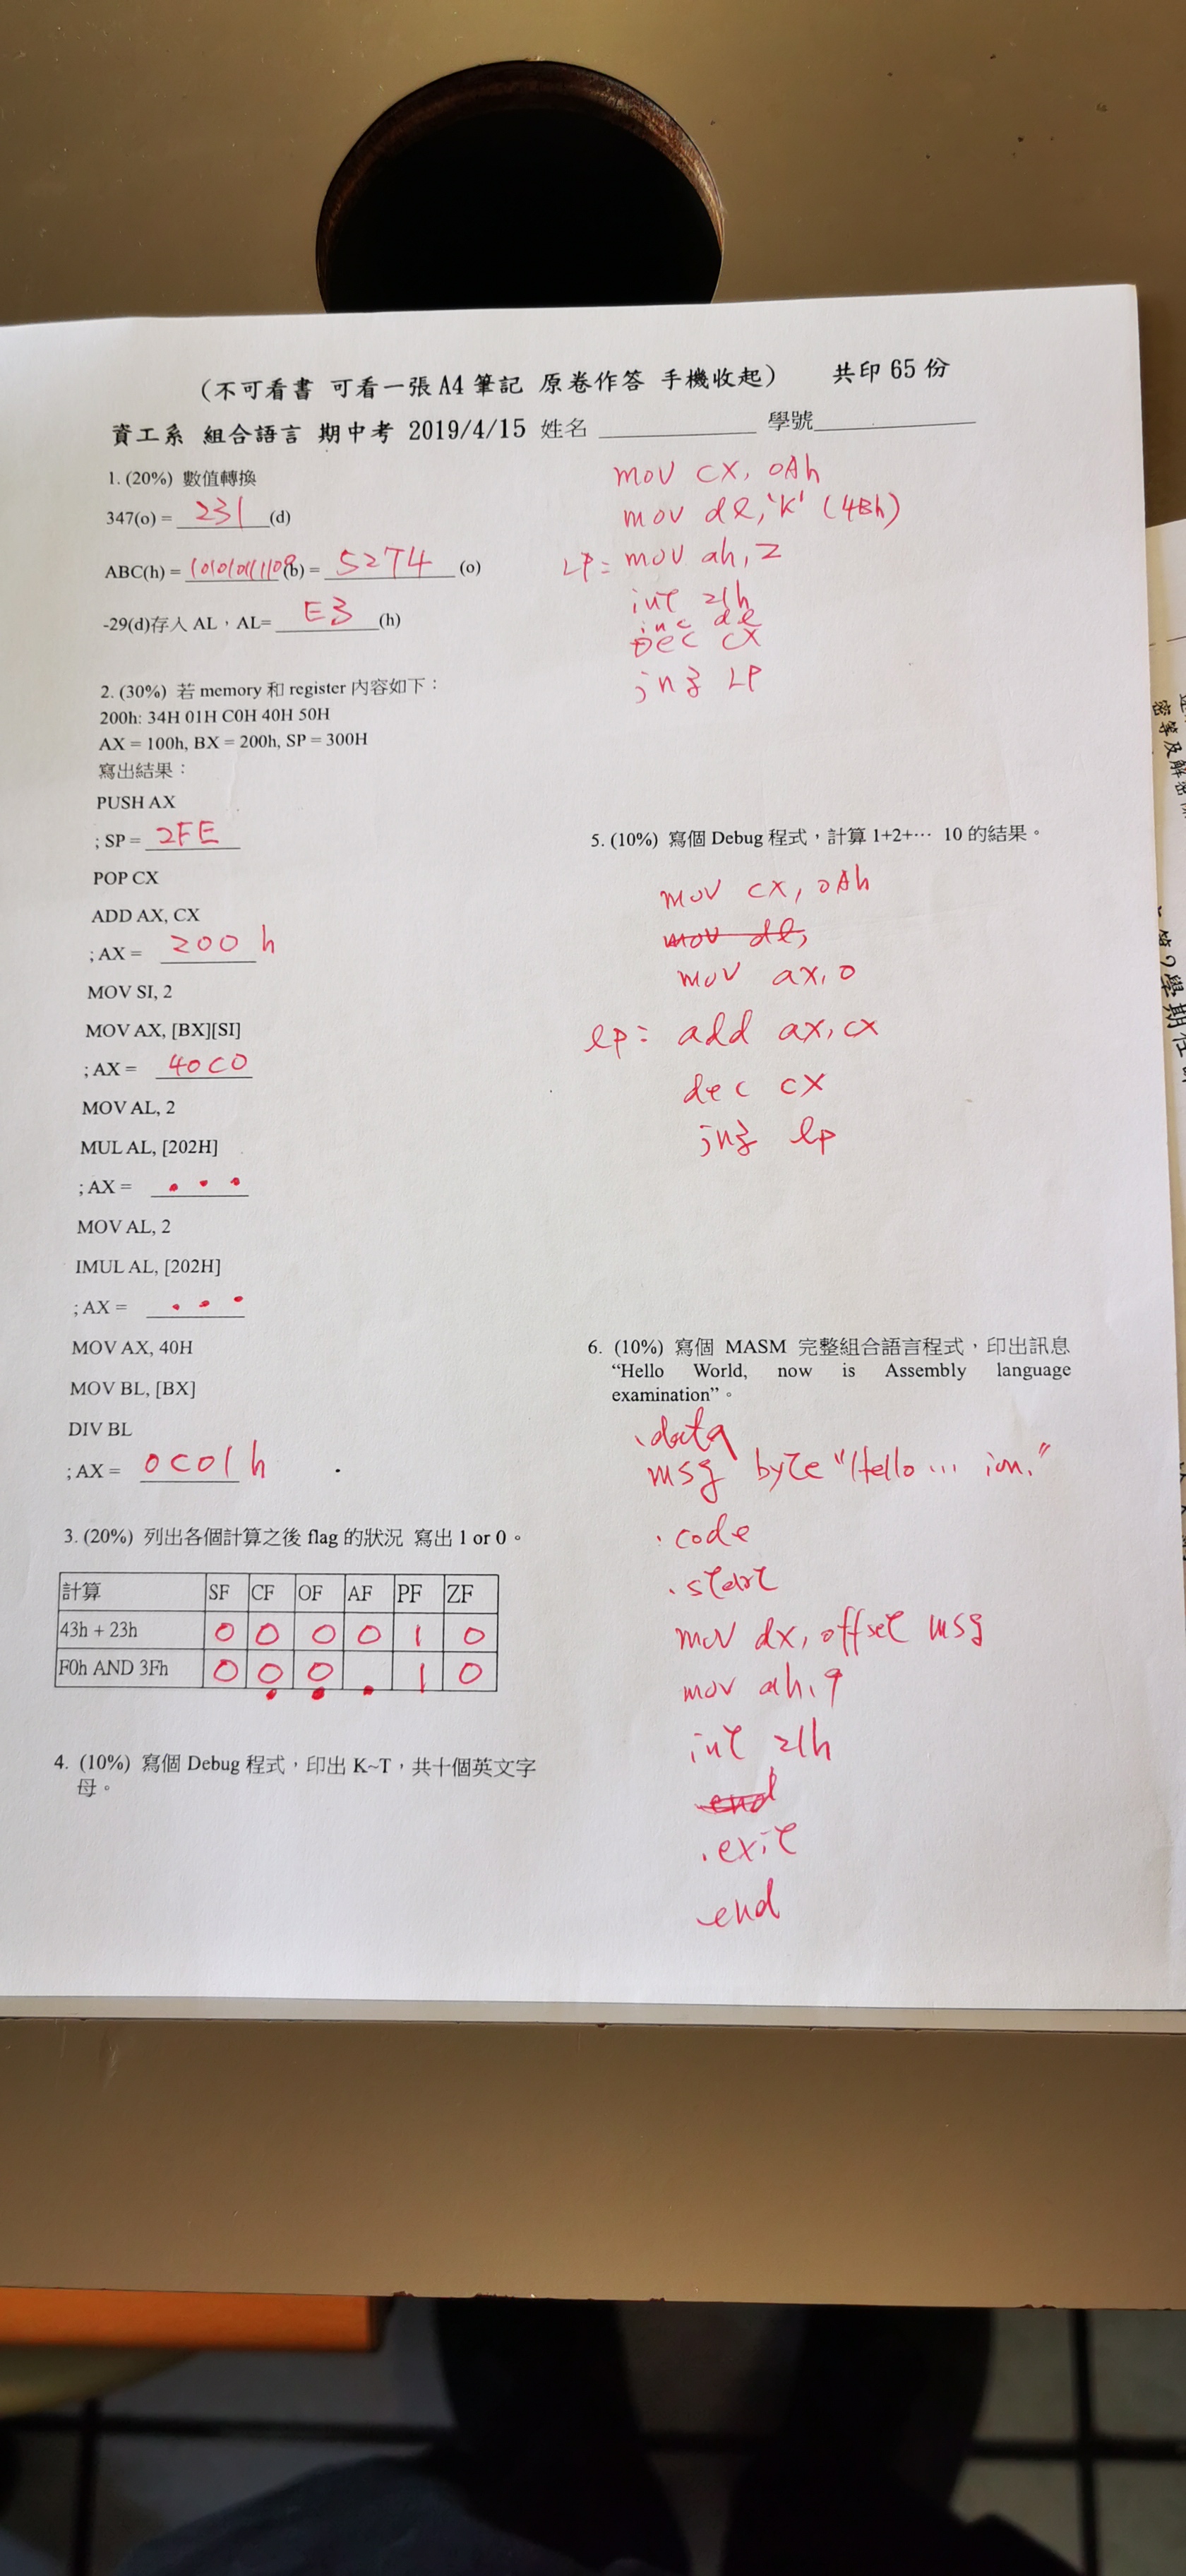 (不可看書 可看一張 A4 筆記 原卷作答 手機收起) 共印 65 份
資工系 組合語言 期中考 2019/4/15 姓名 __________ 學號__________
1. (20%) 數值轉換
347(o) = 231 (d)
ABC(h) = 101010111100 (b) = 5274 (o)
-29(d)存入 AL，AL= E3 (h)
2. (30%) 若 memory 和 register 內容如下：
200h: 34H 01H C0H 40H 50H
AX = 100h, BX = 200h, SP = 300H
寫出結果：
PUSH AX
; SP = 2FE
POP CX
ADD AX, CX
; AX = 200 h
MOV SI, 2
MOV AX, [BX][SI]
; AX = 40C0
MOV AL, 2
MUL AL, [202H]
; AX = . . .
MOV AL, 2
IMUL AL, [202H]
; AX = . . .
MOV AX, 40H
MOV BL, [BX]
DIV BL
; AX = 0C01 h
3. (20%) 列出各個計算之後 flag 的狀況 寫出 1 or 0。
計算 SF CF OF AF PF ZF
43h + 23h 0 0 0 0 1 0
F0h AND 3Fh 0 0 0 . 1 0
4. (10%) 寫個 Debug 程式，印出 K~T，共十個英文字
母。
mov cx, 0Ah
mov dl, 'K' (4Bh)
LP: mov ah, 2
int 21h
inc dl
Dec cx
jnz LP
5. (10%) 寫個 Debug 程式，計算 1+2+… 10 的結果。
mov cx, 0Ah
mov dl,
mov ax, 0
lp: add ax, cx
dec cx
jnz lp
6. (10%) 寫個 MASM 完整組合語言程式，印出訊息
“Hello World, now is Assembly language
examination”。
.data
msg byte "Hello ... ion."
.code
.start
mov dx, offset msg
mov ah, 9
int 21h
end
.exit
end